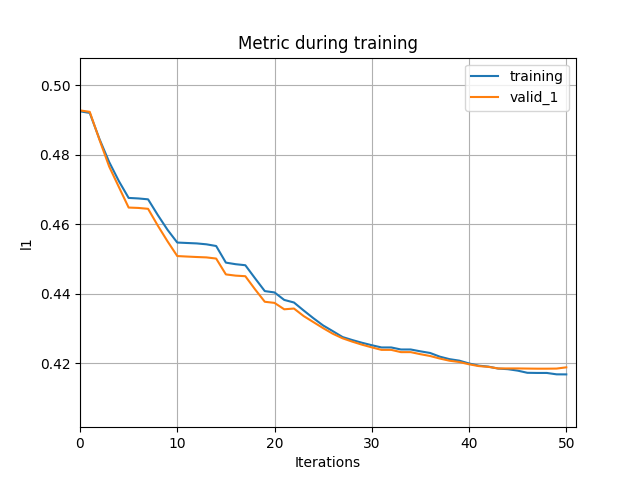 Metric during training
training
valid_1
0.50
0.48
0.46
0.44
0.42
l1
0 10 20 30 40 50
Iterations